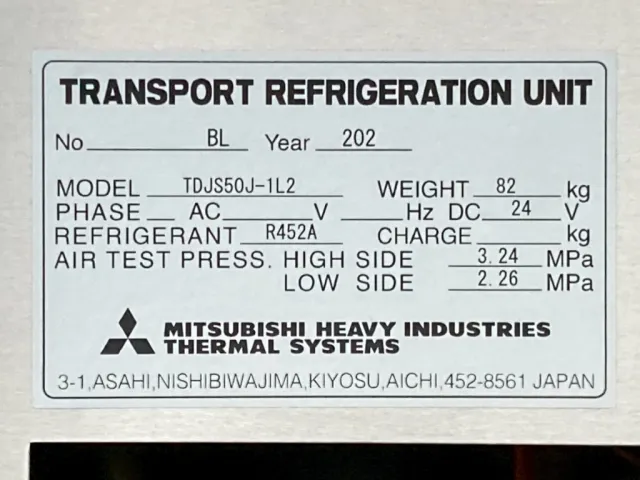 TRANSPORT REFRIGERATION UNIT
No BL Year 202
MODEL TDJS50J-1L2 WEIGHT 82 kg
PHASE AC V Hz DC 24 V
REFRIGERANT R452A CHARGE kg
AIR TEST PRESS. HIGH SIDE 3.24 MPa
LOW SIDE 2.26 MPa
MITSUBISHI HEAVY INDUSTRIES
THERMAL SYSTEMS
3-1,ASAHI,NISHIBIWAJIMA,KIYOSU,AICHI,452-8561 JAPAN